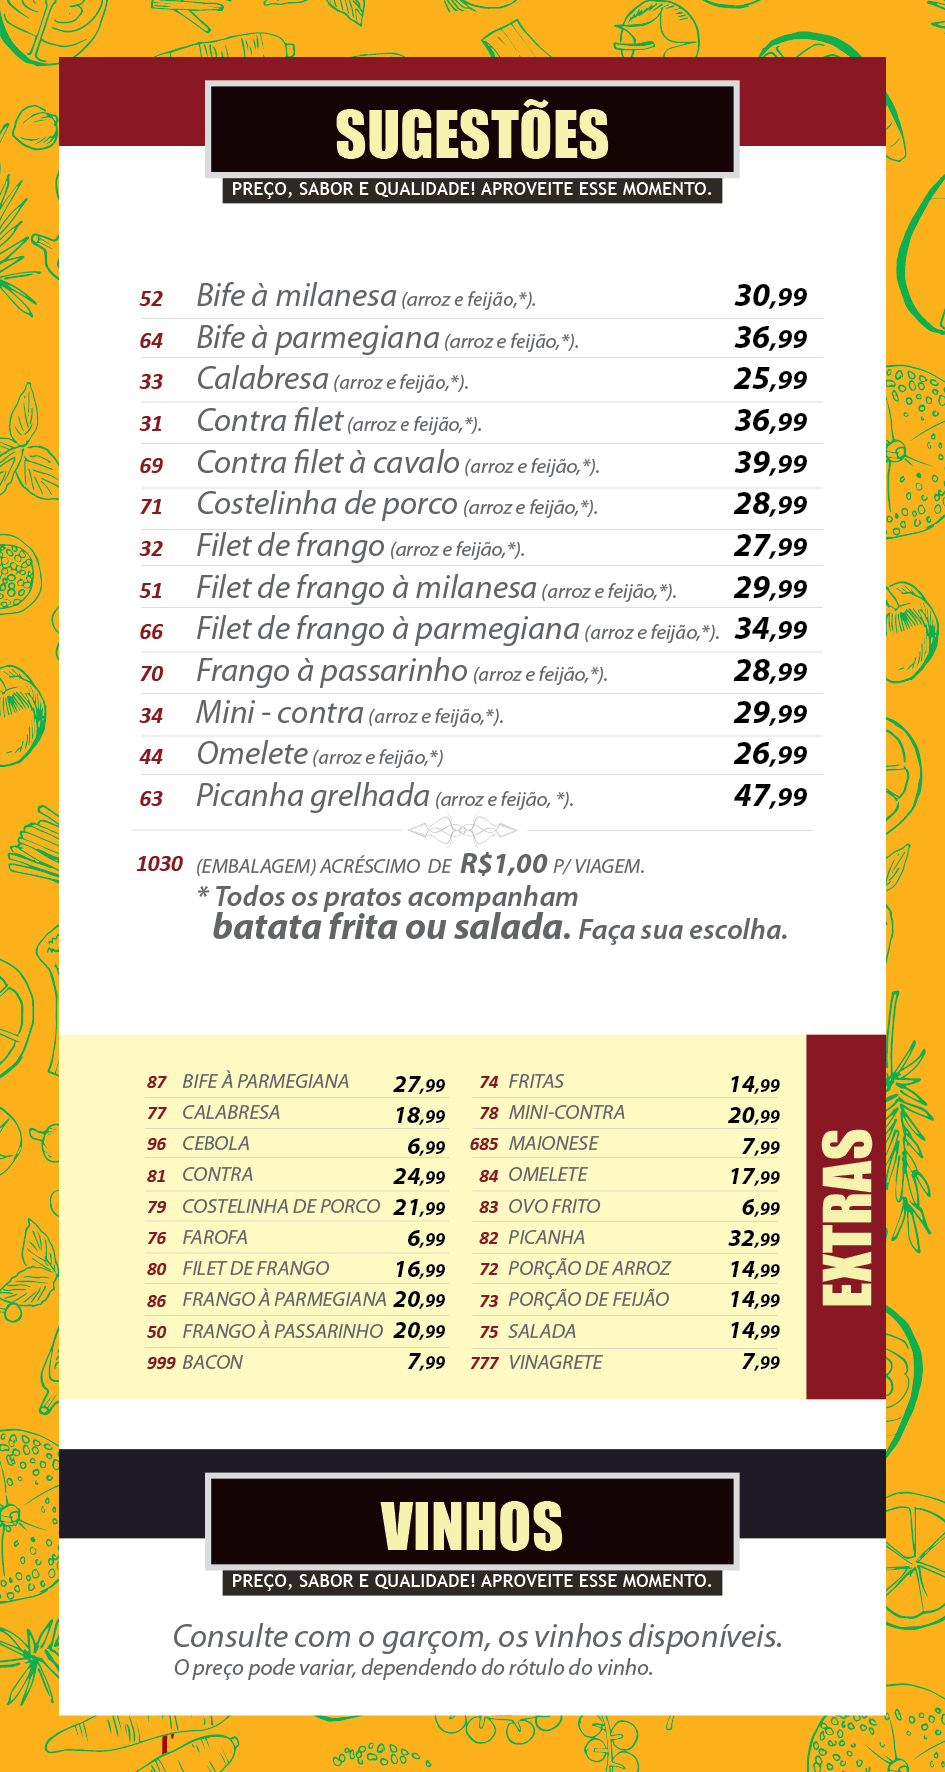 SUGESTÕES
PREÇO, SABOR E QUALIDADE! APROVEITE ESSE MOMENTO.
52 Bife à milanesa (arroz e feijão,*). 30,99
64 Bife à parmegiana (arroz e feijão,*). 36,99
33 Calabresa (arroz e feijão,*). 25,99
31 Contra filet (arroz e feijão,*). 36,99
69 Contra filet à cavalo (arroz e feijão,*). 39,99
71 Costelinha de porco (arroz e feijão,*). 28,99
32 Filet de frango (arroz e feijão,*). 27,99
51 Filet de frango à milanesa (arroz e feijão,*). 29,99
66 Filet de frango à parmegiana (arroz e feijão,*). 34,99
70 Frango à passarinho (arroz e feijão,*). 28,99
34 Mini - contra (arroz e feijão,*). 29,99
44 Omelete (arroz e feijão,*) 26,99
63 Picanha grelhada (arroz e feijão, *). 47,99
1030 (EMBALAGEM) ACRÉSCIMO DE R$1,00 P/ VIAGEM.
* Todos os pratos acompanham
batata frita ou salada. Faça sua escolha.
87 BIFE À PARMEGIANA 27,99
77 CALABRESA 18,99
96 CEBOLA 6,99
81 CONTRA 24,99
79 COSTELINHA DE PORCO 21,99
76 FAROFA 6,99
80 FILET DE FRANGO 16,99
86 FRANGO À PARMEGIANA 20,99
50 FRANGO À PASSARINHO 20,99
999 BACON 7,99
74 FRITAS 14,99
78 MINI-CONTRA 20,99
685 MAIONESE 7,99
84 OMELETE 17,99
83 OVO FRITO 6,99
82 PICANHA 32,99
72 PORÇÃO DE ARROZ 14,99
73 PORÇÃO DE FEIJÃO 14,99
75 SALADA 14,99
777 VINAGRETE 7,99
EXTRAS
VINHOS
PREÇO, SABOR E QUALIDADE! APROVEITE ESSE MOMENTO.
Consulte com o garçom, os vinhos disponíveis.
O preço pode variar, dependendo do rótulo do vinho.